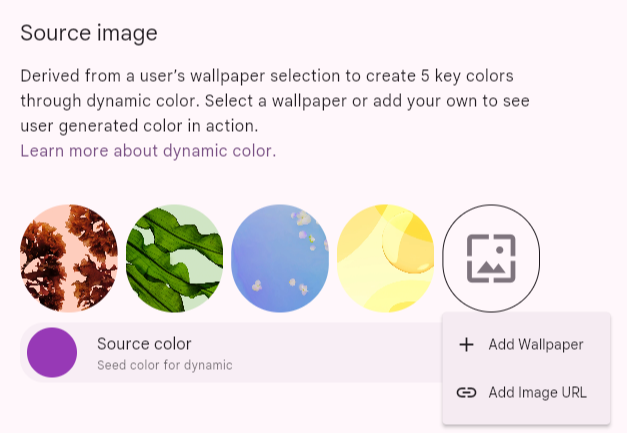 Source image
Derived from a user's wallpaper selection to create 5 key colors
through dynamic color. Select a wallpaper or add your own to see
user generated color in action.
Learn more about dynamic color.
Source color
Seed color for dynamic
Add Wallpaper
Add Image URL